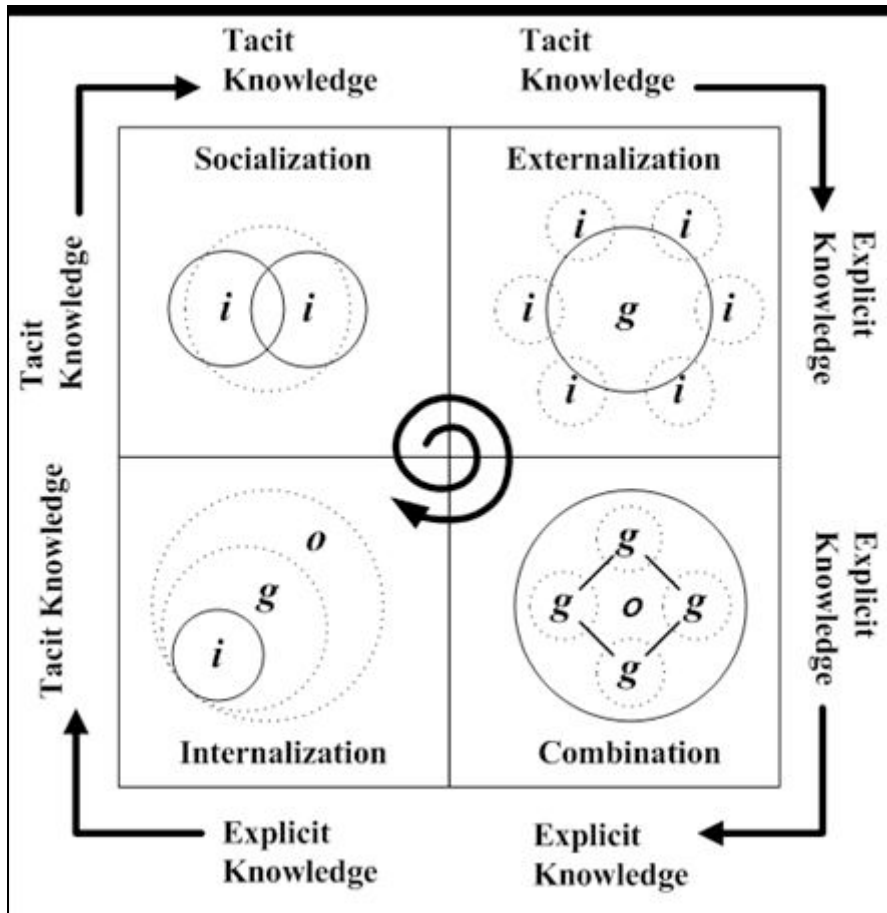 Tacit
Knowledge
Tacit
Knowledge
Tacit
Knowledge
Socialization
i i
Externalization
i i
i g i
i i
Explicit
Knowledge
Tacit Knowledge
o
g
i
Internalization
g
g o g
g
Combination
Explicit
Knowledge
Explicit
Knowledge
Explicit
Knowledge